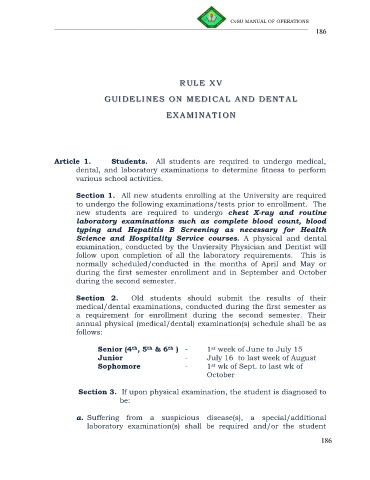 CvSU MANUAL OF OPERATIONS
186
RULE XV
GUIDELINES ON MEDICAL AND DENTAL
EXAMINATION
Article 1. Students. All students are required to undergo medical,
dental, and laboratory examinations to determine fitness to perform
various school activities.
Section 1. All new students enrolling at the University are required
to undergo the following examinations/tests prior to enrollment. The
new students are required to undergo chest X-ray and routine
laboratory examinations such as complete blood count, blood
typing and Hepatitis B Screening as necessary for Health
Science and Hospitality Service courses. A physical and dental
examination, conducted by the Unviersity Physician and Dentist will
follow upon completion of all the laboratory requirements. This is
normally scheduled/conducted in the months of April and May or
during the first semester enrollment and in September and October
during the second semester.
Section 2. Old students should submit the results of their
medical/dental examinations, conducted during the first semester as
a requirement for enrollment during the second semester. Their
annual physical (medical/dental) examination(s) schedule shall be as
follows:
Senior (4th, 5th & 6th ) - 1st week of June to July 15
Junior - July 16 to last week of August
Sophomore - 1st wk of Sept. to last wk of
October
Section 3. If upon physical examination, the student is diagnosed to
be:
a. Suffering from a suspicious disease(s), a special/additional
laboratory examination(s) shall be required and/or the student
186